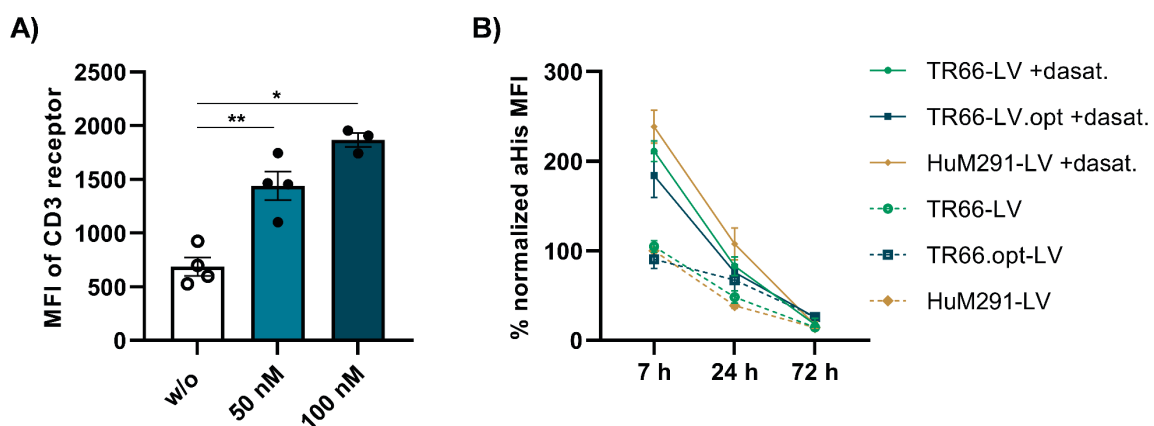 A)
MFI of CD3 receptor
2500
2000
1500
1000
500
0
*
**
w/o
50 nM
100 nM
B)
% normalized aHis MFI
300
200
100
0
7 h
24 h
72 h
TR66-LV +dasat.
TR66-LV.opt +dasat.
HuM291-LV +dasat.
TR66-LV
TR66.opt-LV
HuM291-LV